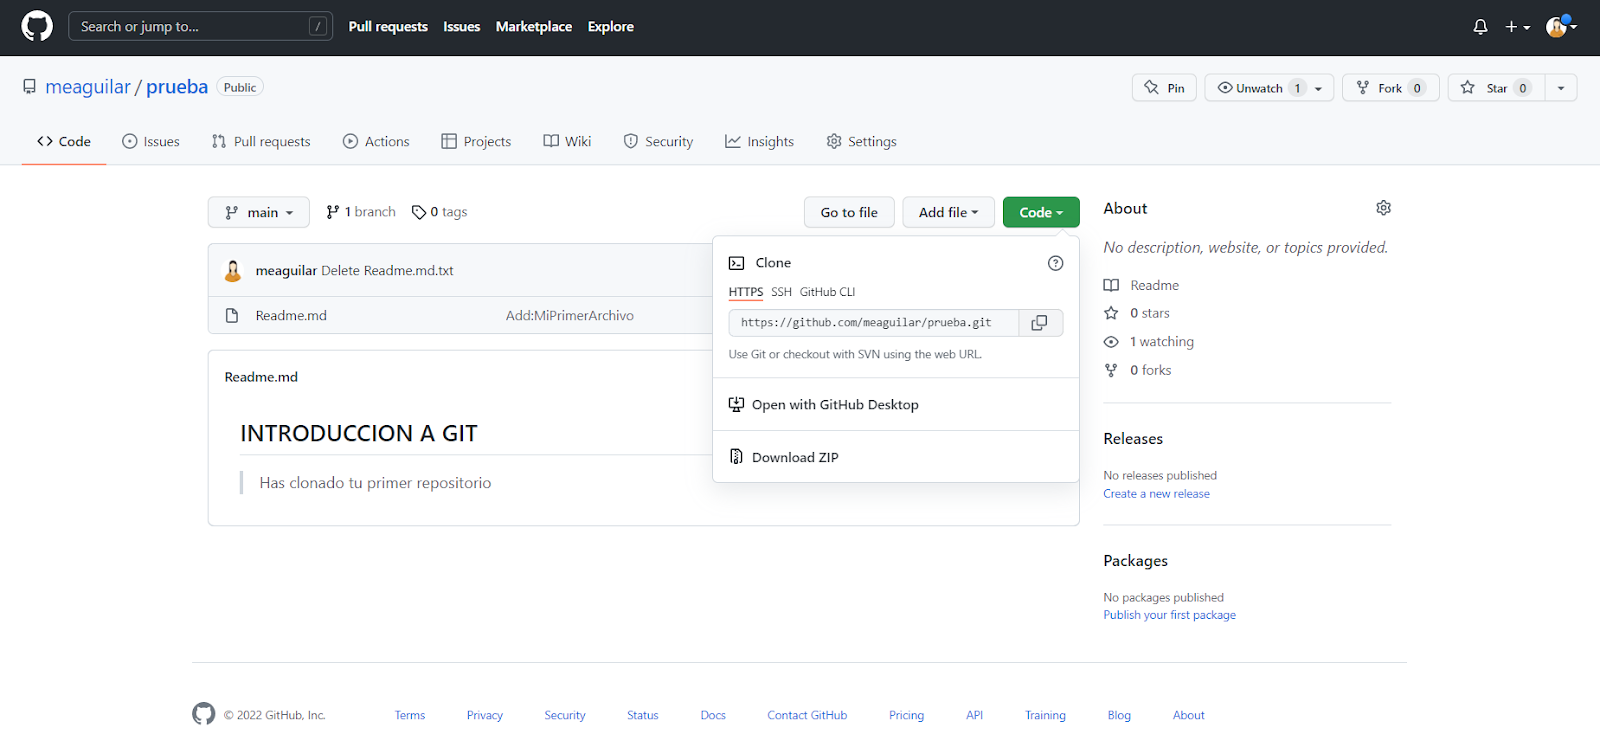 Search or jump to... /
Pull requests Issues Marketplace Explore
meaguilar / prueba Public
Pin Unwatch 1 Fork 0 Star 0
Code Issues Pull requests Actions Projects Wiki Security Insights Settings
main 1 branch 0 tags Go to file Add file Code
meaguilar Delete Readme.md.txt
Readme.md Add:MiPrimerArchivo
Readme.md
INTRODUCCION A GIT
Has clonado tu primer repositorio
Clone
HTTPS SSH GitHub CLI
https://github.com/meaguilar/prueba.git
Use Git or checkout with SVN using the web URL.
Open with GitHub Desktop
Download ZIP
About
No description, website, or topics provided.
Readme
0 stars
1 watching
0 forks
Releases
No releases published
Create a new release
Packages
No packages published
Publish your first package
© 2022 GitHub, Inc. Terms Privacy Security Status Docs Contact GitHub Pricing API Training Blog About